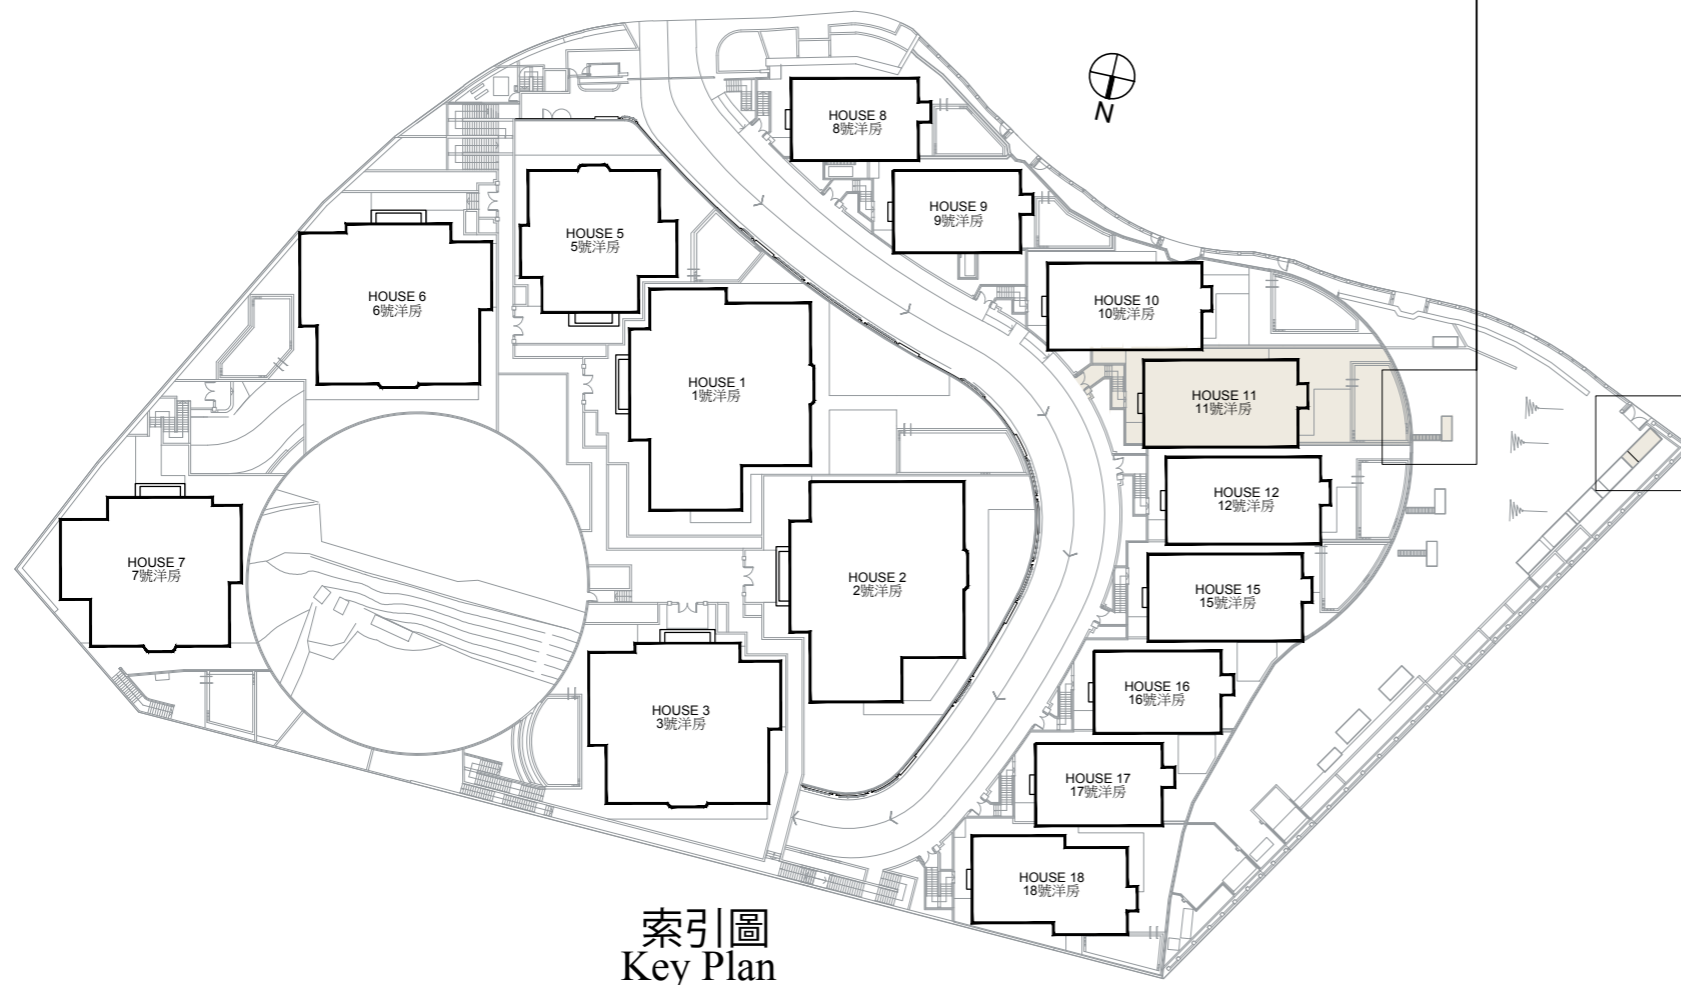 N
HOUSE 8
8號洋房
HOUSE 9
9號洋房
HOUSE 5
5號洋房
HOUSE 6
6號洋房
HOUSE 10
10號洋房
HOUSE 1
1號洋房
HOUSE 11
11號洋房
HOUSE 12
12號洋房
HOUSE 7
7號洋房
HOUSE 2
2號洋房
HOUSE 15
15號洋房
HOUSE 16
16號洋房
HOUSE 3
3號洋房
HOUSE 17
17號洋房
HOUSE 18
18號洋房
索引圖
Key Plan